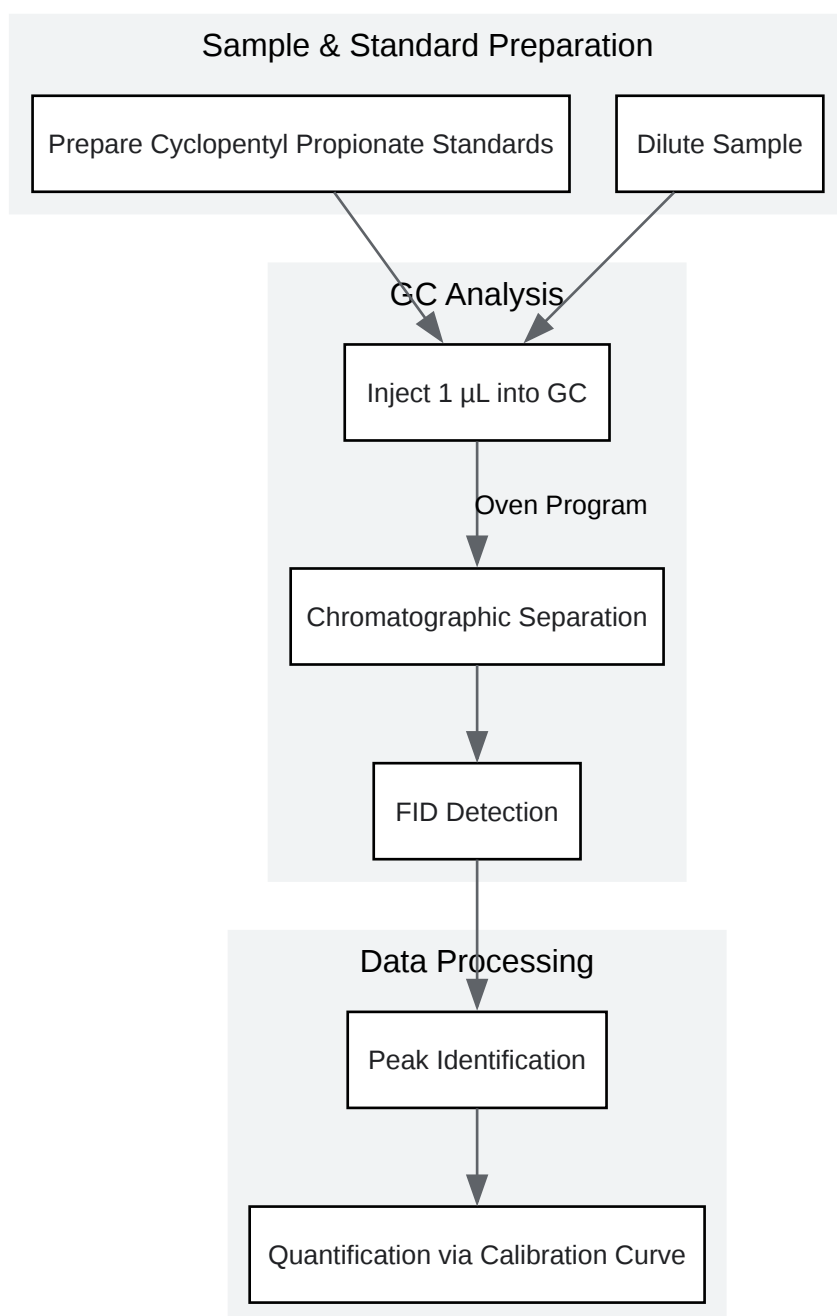 Sample & Standard Preparation
Prepare Cyclopentyl Propionate Standards
Dilute Sample
GC Analysis
Inject 1 µL into GC
Oven Program
Chromatographic Separation
FID Detection
Data Processing
Peak Identification
Quantification via Calibration Curve